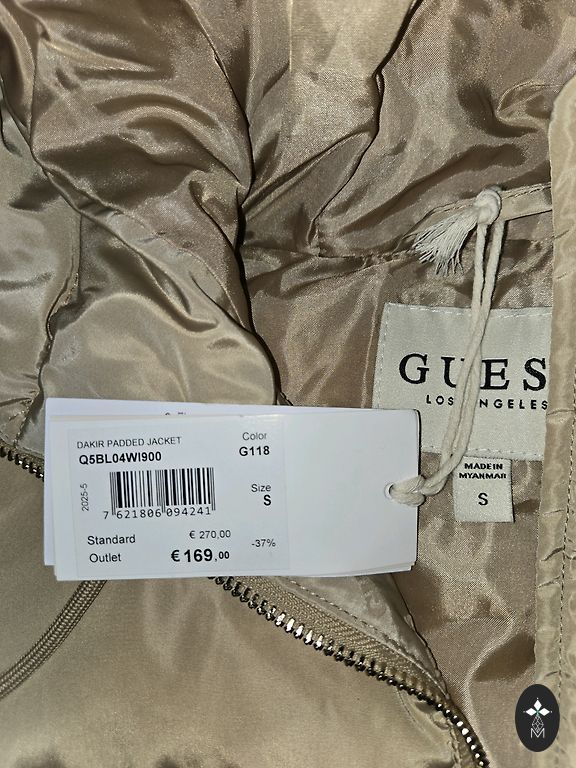 GUES
LOS ANGELES
MADE IN
MYANMAR
S
DAKIR PADDED JACKET
Q5BL04WI900
Color
G118
2025-5
7 621806 094241
Size
S
Standard € 270,00
Outlet € 169,00
-37%
M